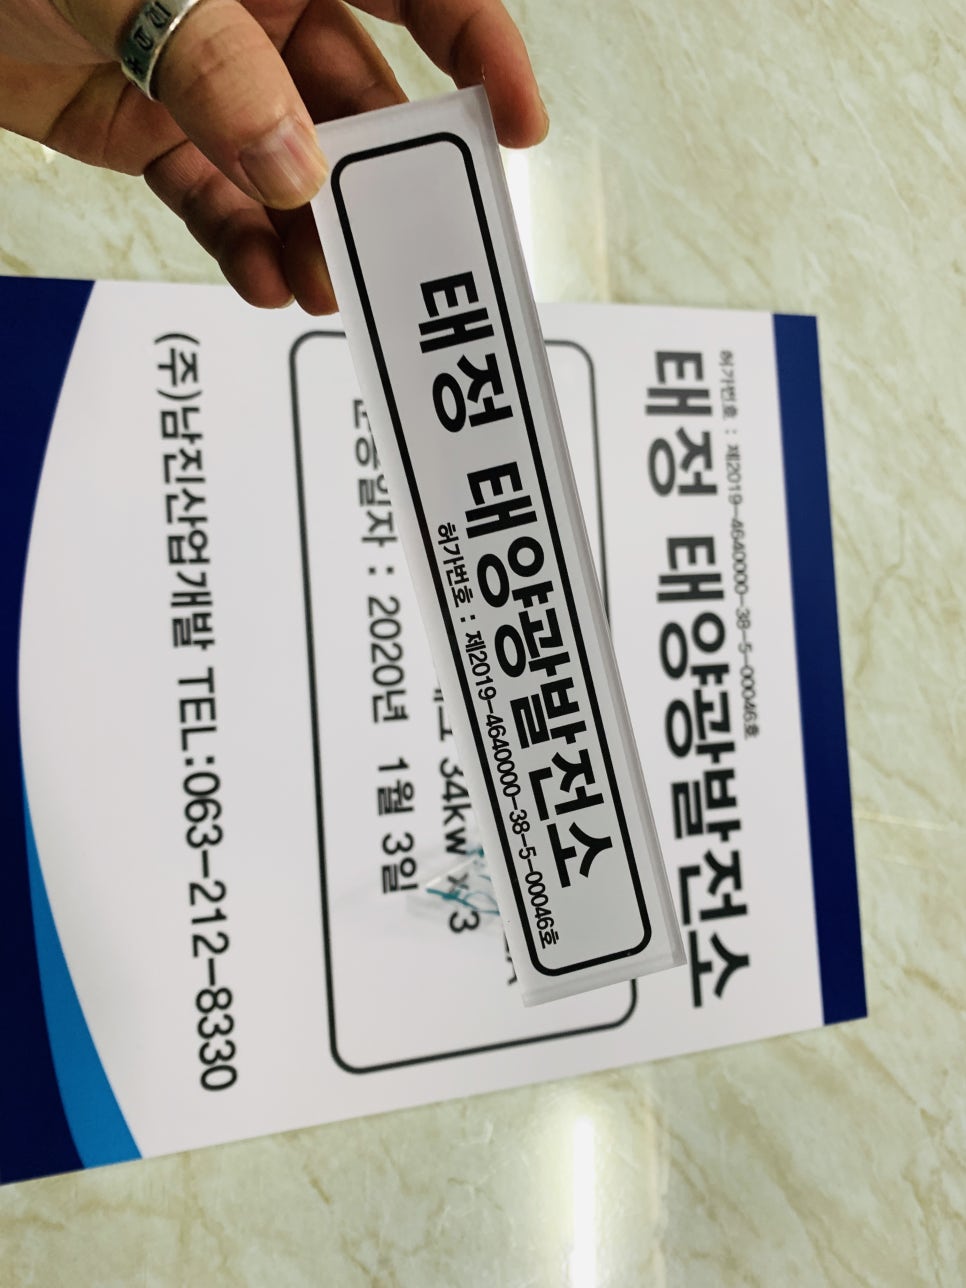 태정 태양광발전소
허가번호 : 제2019-4640000-38-5-00046호
허가번호 : 제2019-4640000-38-5-00046호
태정 태양광발전소
34kw x 3
일자 : 2020년 1월 3일
(주)남진산업개발 TEL:063-212-8330